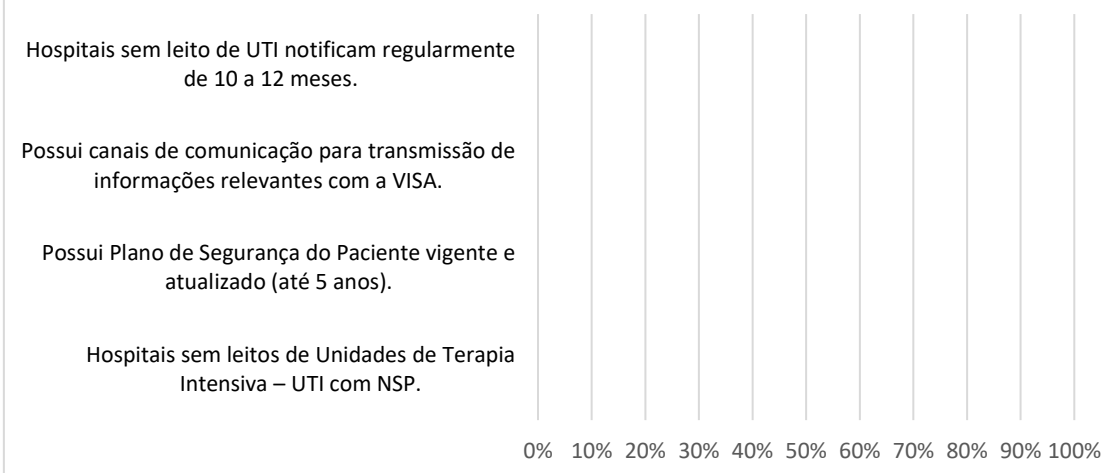 Hospitais sem leito de UTI notificam regularmente
de 10 a 12 meses.
Possui canais de comunicação para transmissão de
informações relevantes com a VISA.
Possui Plano de Segurança do Paciente vigente e
atualizado (até 5 anos).
Hospitais sem leitos de Unidades de Terapia
Intensiva – UTI com NSP.
0% 10% 20% 30% 40% 50% 60% 70% 80% 90% 100%